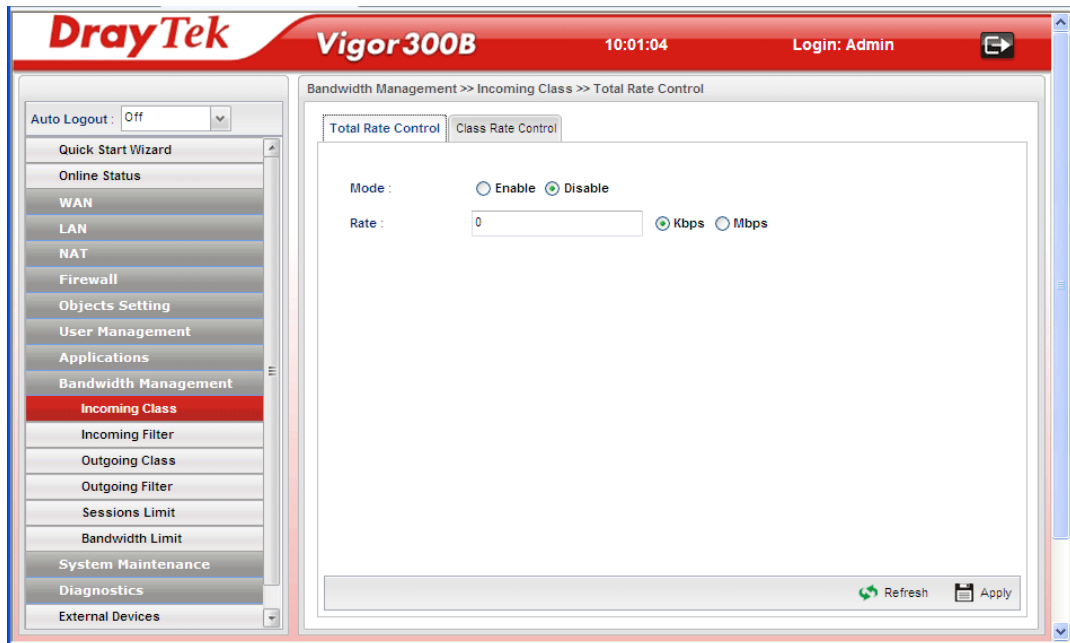 DrayTek
Vigor300B 10:01:04 Login: Admin
Auto Logout : Off
Quick Start Wizard
Online Status
WAN
LAN
NAT
Firewall
Objects Setting
User Management
Applications
Bandwidth Management
Incoming Class
Incoming Filter
Outgoing Class
Outgoing Filter
Sessions Limit
Bandwidth Limit
System Maintenance
Diagnostics
External Devices
Bandwidth Management >> Incoming Class >> Total Rate Control
Total Rate Control Class Rate Control
Mode : Enable Disable
Rate : 0 Kbps Mbps
Refresh Apply